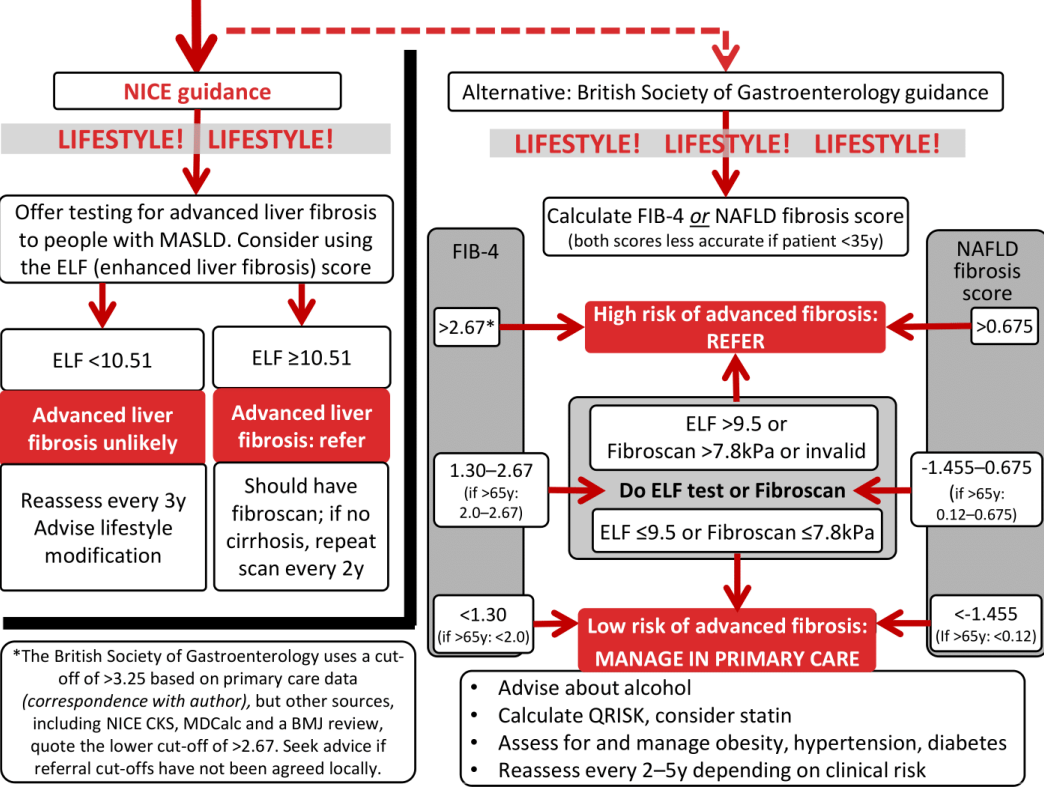 NICE guidance
LIFESTYLE! LIFESTYLE!
Offer testing for advanced liver fibrosis
to people with MASLD. Consider using
the ELF (enhanced liver fibrosis) score
ELF <10.51
Advanced liver
fibrosis unlikely
Reassess every 3y
Advise lifestyle
modification
ELF ≥10.51
Advanced liver
fibrosis: refer
Should have
fibroscan; if no
cirrhosis, repeat
scan every 2y
*The British Society of Gastroenterology uses a cut-
off of >3.25 based on primary care data
(correspondence with author), but other sources,
including NICE CKS, MDCalc and a BMJ review,
quote the lower cut-off of >2.67. Seek advice if
referral cut-offs have not been agreed locally.
Alternative: British Society of Gastroenterology guidance
LIFESTYLE! LIFESTYLE! LIFESTYLE!
Calculate FIB-4 or NAFLD fibrosis score
(both scores less accurate if patient <35y)
FIB-4
>2.67*
1.30–2.67
(if >65y:
2.0–2.67)
<1.30
(if >65y: <2.0)
High risk of advanced fibrosis:
REFER
ELF >9.5 or
Fibroscan >7.8kPa or invalid
Do ELF test or Fibroscan
ELF ≤9.5 or Fibroscan ≤7.8kPa
Low risk of advanced fibrosis:
MANAGE IN PRIMARY CARE
NAFLD
fibrosis
score
>0.675
-1.455–0.675
(if >65y:
0.12–0.675)
<-1.455
(If >65y: <0.12)
• Advise about alcohol
• Calculate QRISK, consider statin
• Assess for and manage obesity, hypertension, diabetes
• Reassess every 2–5y depending on clinical risk